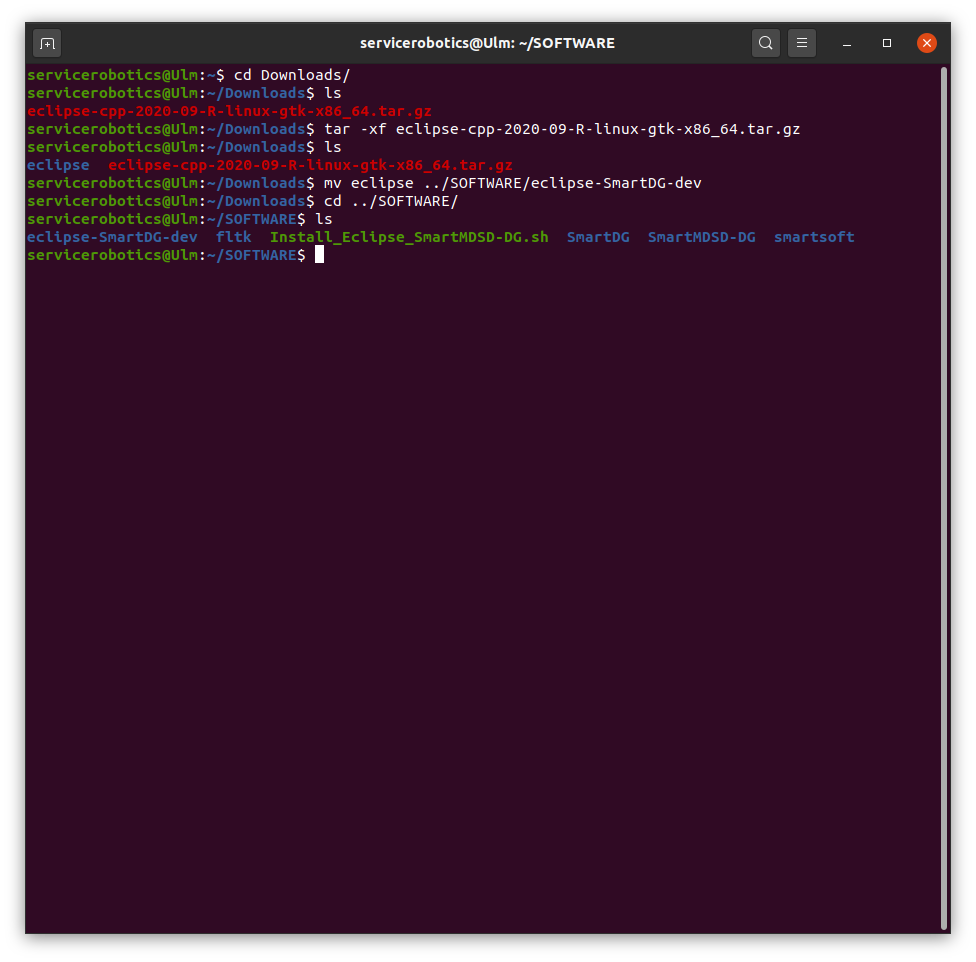 servicerobotics@Ulm: ~/SOFTWARE
servicerobotics@Ulm:~$ cd Downloads/
servicerobotics@Ulm:~/Downloads$ ls
eclipse-cpp-2020-09-R-linux-gtk-x86_64.tar.gz
servicerobotics@Ulm:~/Downloads$ tar -xf eclipse-cpp-2020-09-R-linux-gtk-x86_64.tar.gz
servicerobotics@Ulm:~/Downloads$ ls
eclipse  eclipse-cpp-2020-09-R-linux-gtk-x86_64.tar.gz
servicerobotics@Ulm:~/Downloads$ mv eclipse ../SOFTWARE/eclipse-SmartDG-dev
servicerobotics@Ulm:~/Downloads$ cd ../SOFTWARE/
servicerobotics@Ulm:~/SOFTWARE$ ls
eclipse-SmartDG-dev  fltk  Install_Eclipse_SmartMDSD-DG.sh  SmartDG  SmartMDSD-DG  smartsoft
servicerobotics@Ulm:~/SOFTWARE$